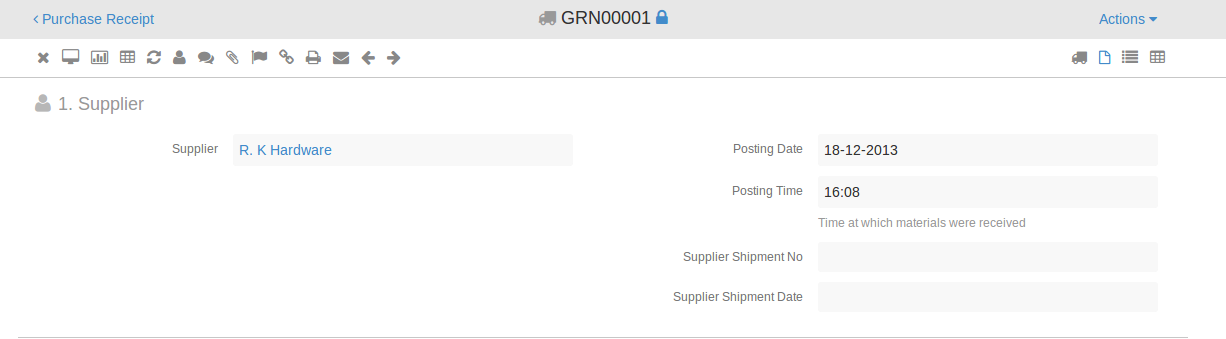 Purchase Receipt
GRN00001
Actions
1. Supplier
Supplier
R. K Hardware
Posting Date
18-12-2013
Posting Time
16:08
Time at which materials were received
Supplier Shipment No
Supplier Shipment Date